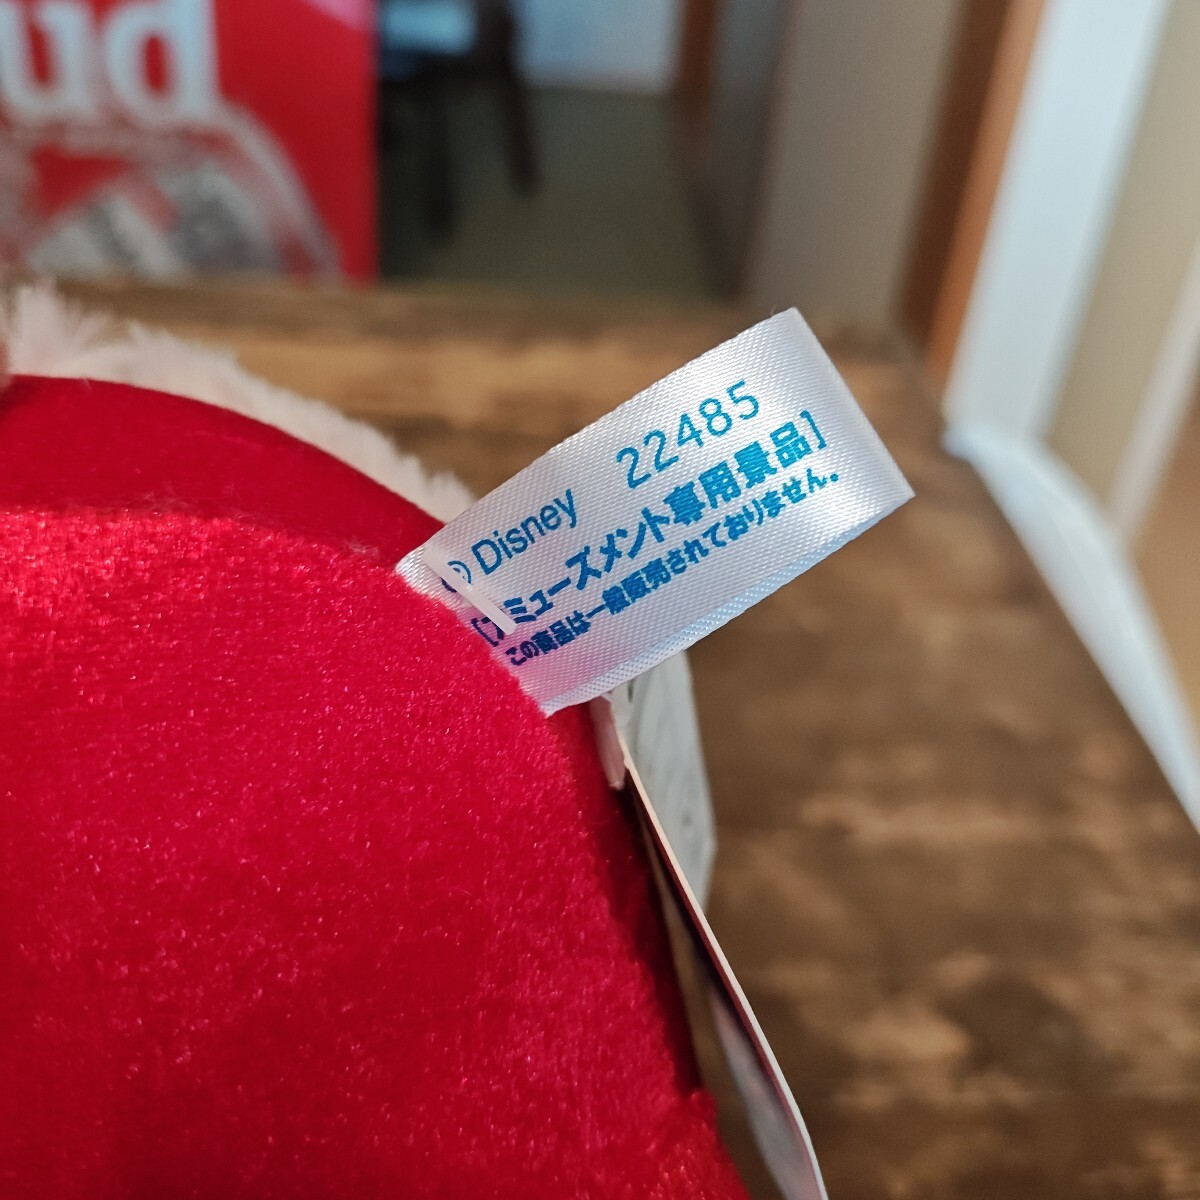 ud
© Disney 22485
[アミューズメント専用景品]
この商品は一般販売されておりません。